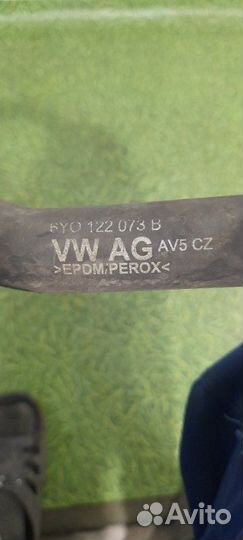 6Y0 122 073 B
VW AG AV5 CZ
>EPDM/PEROX<
Avito